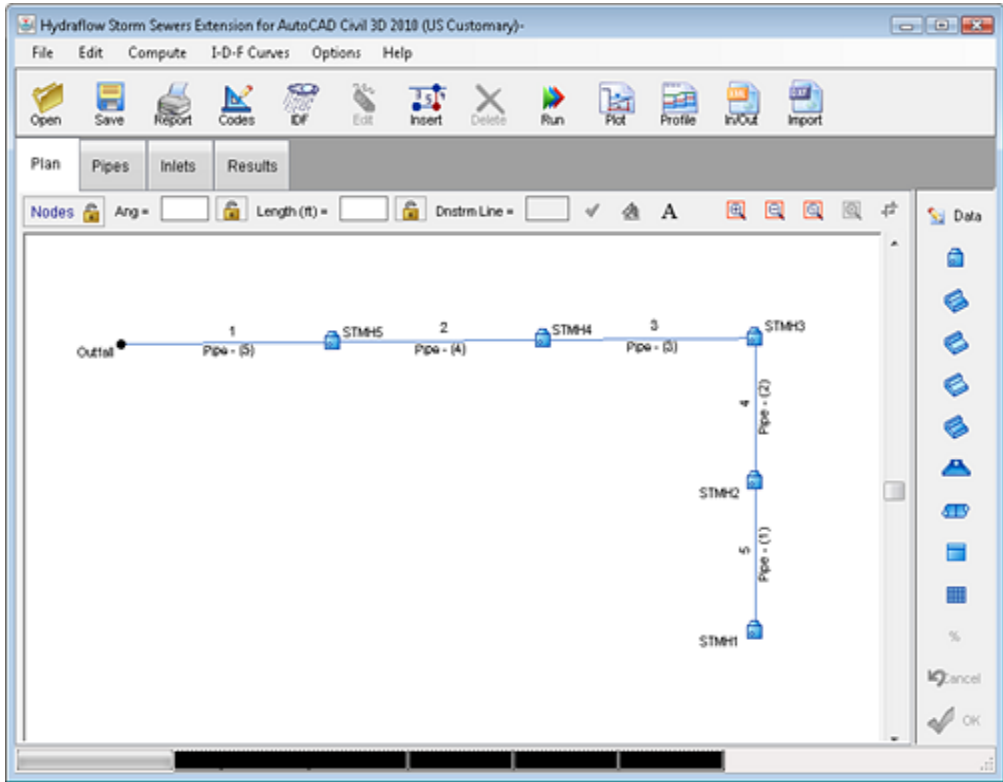 Hydraflow Storm Sewers Extension for AutoCAD Civil 3D 2010 (US Customary)-
File Edit Compute I-D-F Curves Options Help
Open Save Report Codes IDF Edit Insert Delete Run Plot Profile In/Out Import
Plan Pipes Inlets Results
Nodes Ang = Length (ft) = Dnstrm Line = A
Data
1 STMH5 2 STMH4 3 STMH3
Outfall Pipe - (5) Pipe - (4) Pipe - (3)
4 Pipe - (2)
STMH2
5 Pipe - (1)
STMH1
%
Cancel
OK